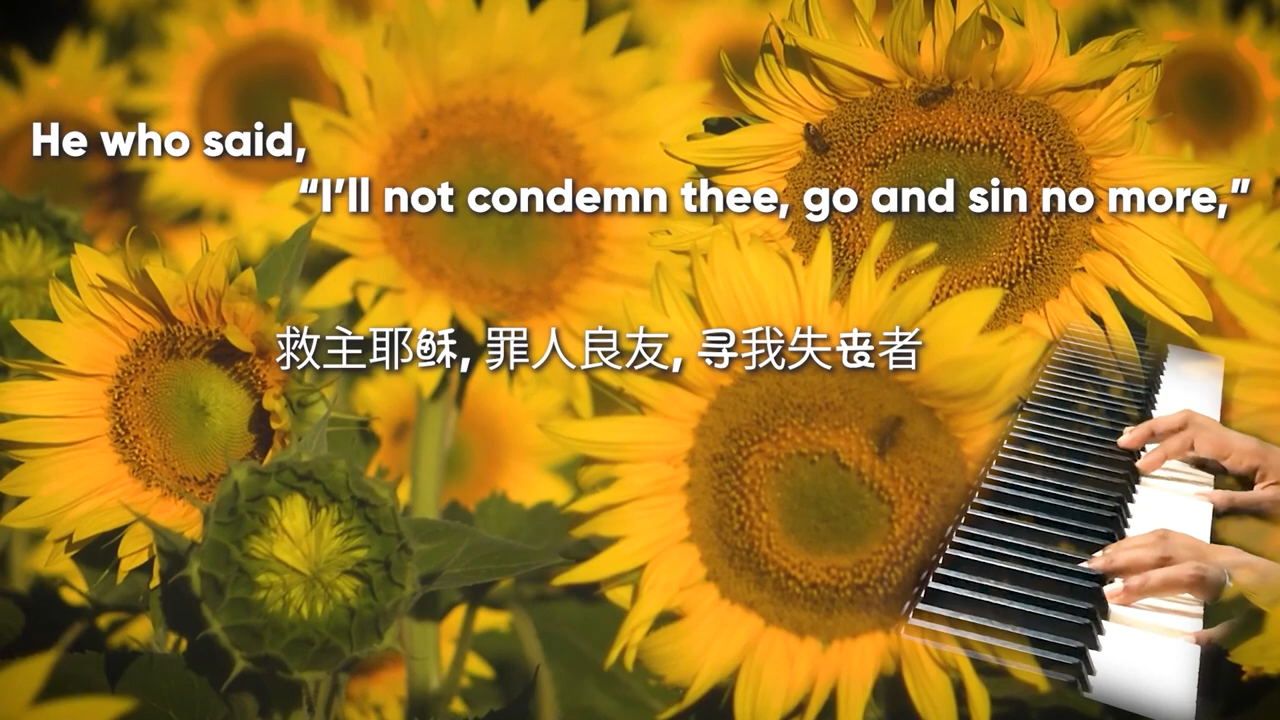 He who said,
“I’ll not condemn thee, go and sin no more,”
救主耶稣, 罪人良友, 寻我失丧者